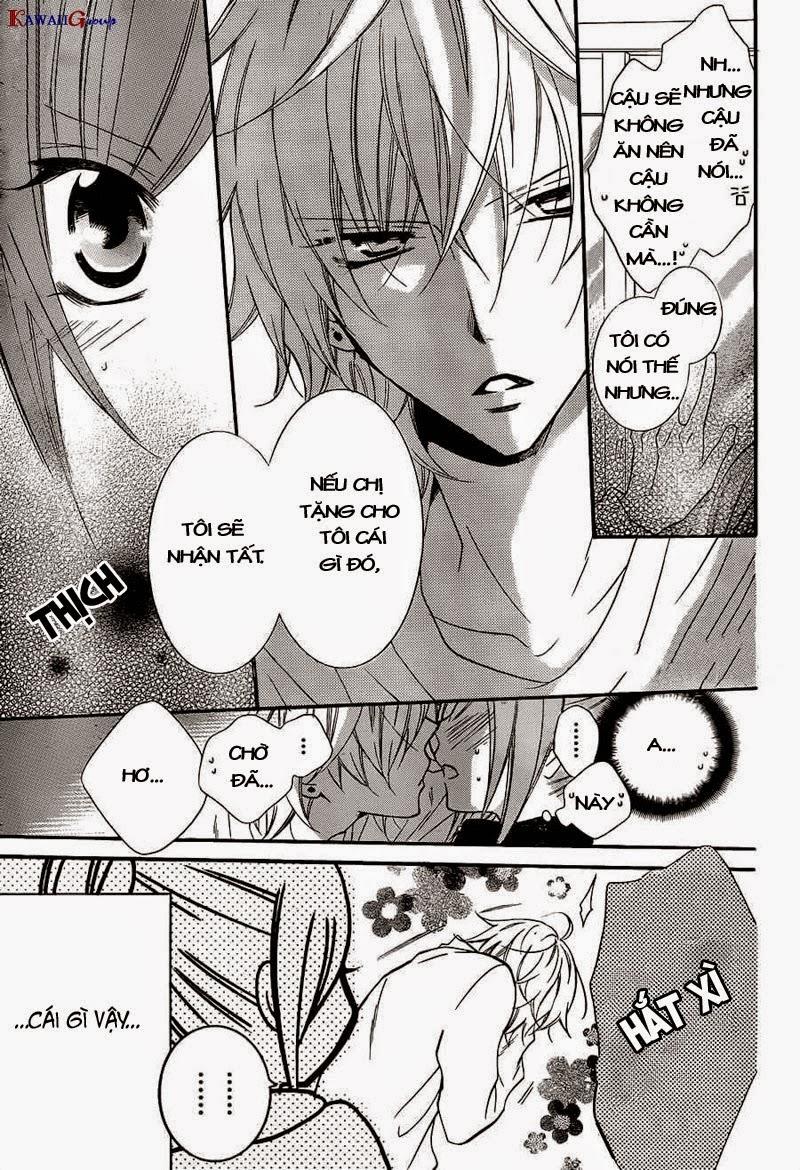 KAWAII Group
NH...
NHƯNG
CẬU ĐÃ
NÓI...
CẬU SẼ
KHÔNG
ĂN NÊN
CẬU
KHÔNG
CẦN
MÀ...!
ĐÚNG
TÔI CÓ
NÓI THẾ
NHƯNG...
NẾU CHỊ
TẶNG CHO
TÔI CÁI
GÌ ĐÓ,
TÔI SẼ
NHẬN TẤT.
THỊCH
A...
......
NÀY
...
CHỜ
ĐÃ...
HƠ...
HẮT XÌ
......
...CÁI GÌ VẬY...